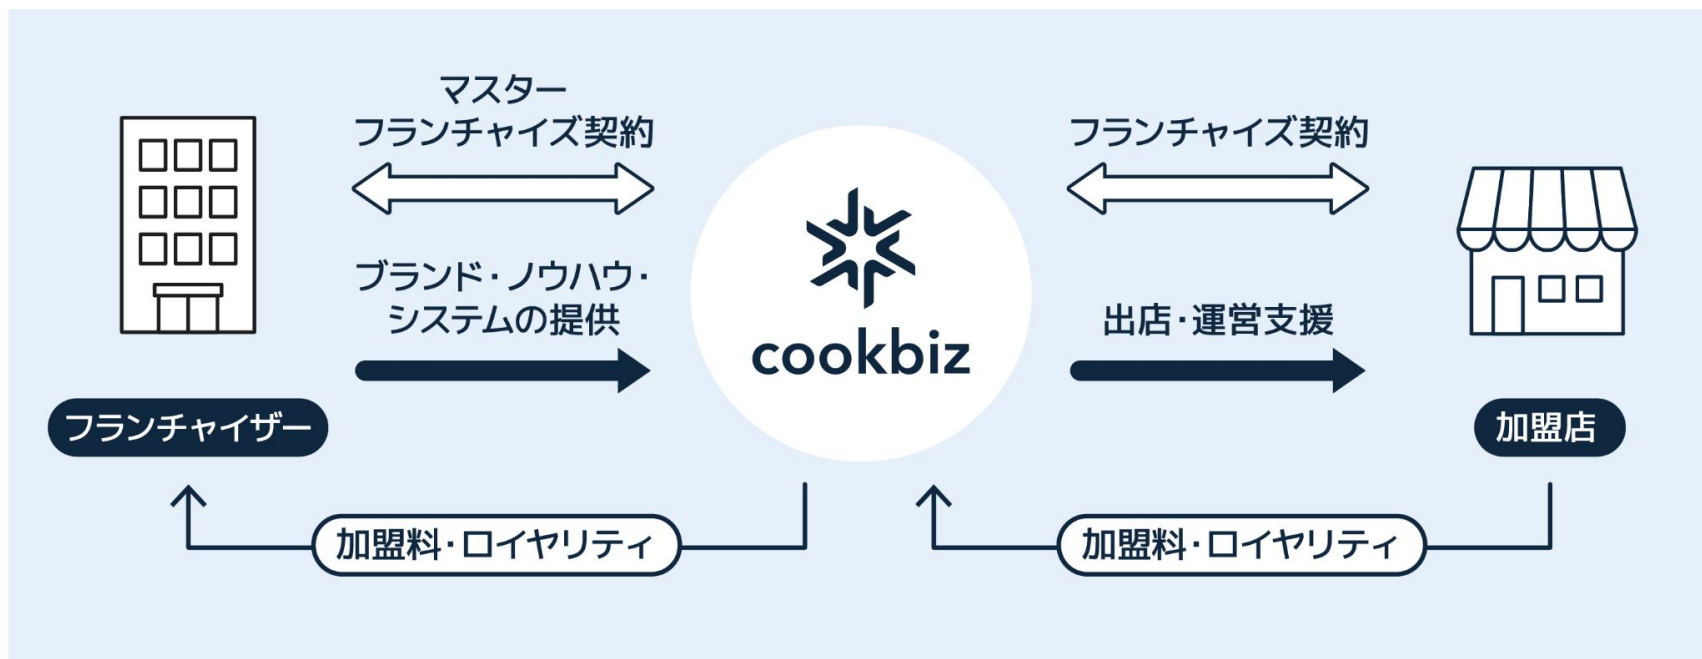 マスター
フランチャイズ契約
ブランド・ノウハウ・
システムの提供
フランチャイザー
加盟料・ロイヤリティ
cookbiz
フランチャイズ契約
出店・運営支援
加盟店
加盟料・ロイヤリティ